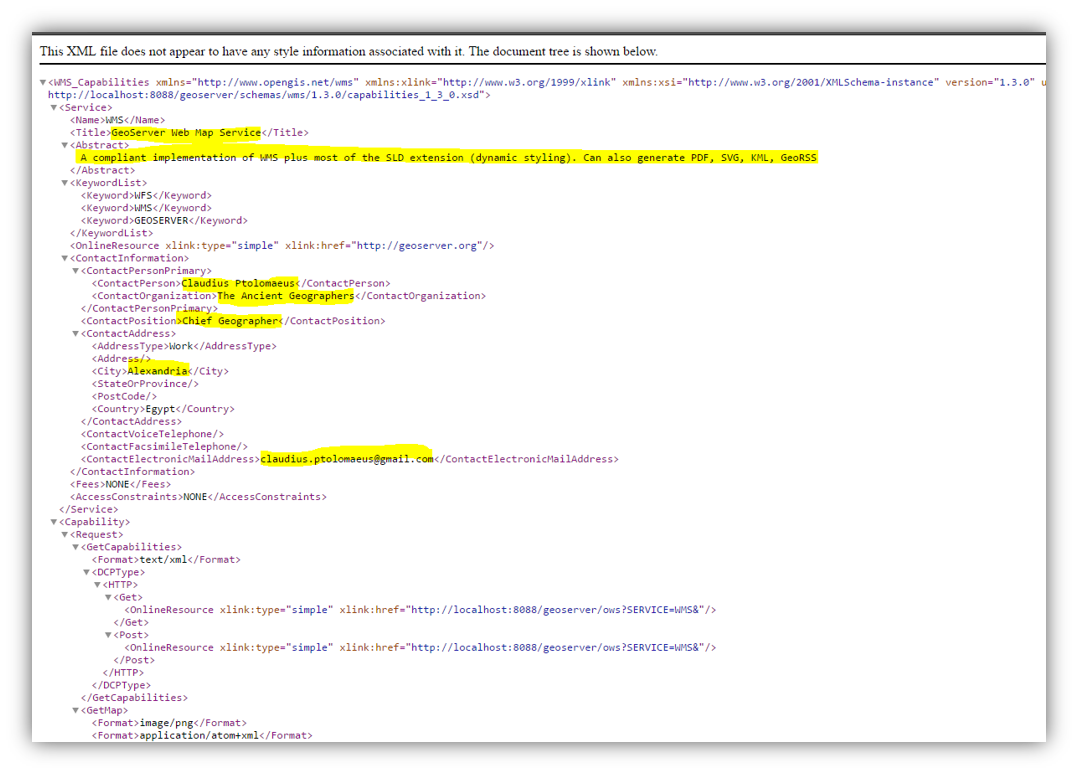 This XML file does not appear to have any style information associated with it. The document tree is shown below.
▼<WMS_Capabilities xmlns="http://www.opengis.net/wms" xmlns:xlink="http://www.w3.org/1999/xlink" xmlns:xsi="http://www.w3.org/2001/XMLSchema-instance" version="1.3.0" u
http://localhost:8088/geoserver/schemas/wms/1.3.0/capabilities_1_3_0.xsd">
▼<Service>
<Name>WMS</Name>
<Title>GeoServer Web Map Service</Title>
▼<Abstract>
A compliant implementation of WMS plus most of the SLD extension (dynamic styling). Can also generate PDF, SVG, KML, GeoRSS
</Abstract>
▼<KeywordList>
<Keyword>WFS</Keyword>
<Keyword>WMS</Keyword>
<Keyword>GEOSERVER</Keyword>
</KeywordList>
<OnlineResource xlink:type="simple" xlink:href="http://geoserver.org"/>
▼<ContactInformation>
▼<ContactPersonPrimary>
<ContactPerson>Claudius Ptolomaeus</ContactPerson>
<ContactOrganization>The Ancient Geographers</ContactOrganization>
</ContactPersonPrimary>
<ContactPosition>Chief Geographer</ContactPosition>
▼<ContactAddress>
<AddressType>Work</AddressType>
<Address/>
<City>Alexandria</City>
<StateOrProvince/>
<PostCode/>
<Country>Egypt</Country>
</ContactAddress>
<ContactVoiceTelephone/>
<ContactFacsimileTelephone/>
<ContactElectronicMailAddress>claudius.ptolomaeus@gmail.com</ContactElectronicMailAddress>
</ContactInformation>
<Fees>NONE</Fees>
<AccessConstraints>NONE</AccessConstraints>
</Service>
▼<Capability>
▼<Request>
▼<GetCapabilities>
<Format>text/xml</Format>
▼<DCPType>
▼<HTTP>
▼<Get>
<OnlineResource xlink:type="simple" xlink:href="http://localhost:8088/geoserver/ows?SERVICE=WMS&"/>
</Get>
▼<Post>
<OnlineResource xlink:type="simple" xlink:href="http://localhost:8088/geoserver/ows?SERVICE=WMS&"/>
</Post>
</HTTP>
</DCPType>
</GetCapabilities>
▼<GetMap>
<Format>image/png</Format>
<Format>application/atom+xml</Format>